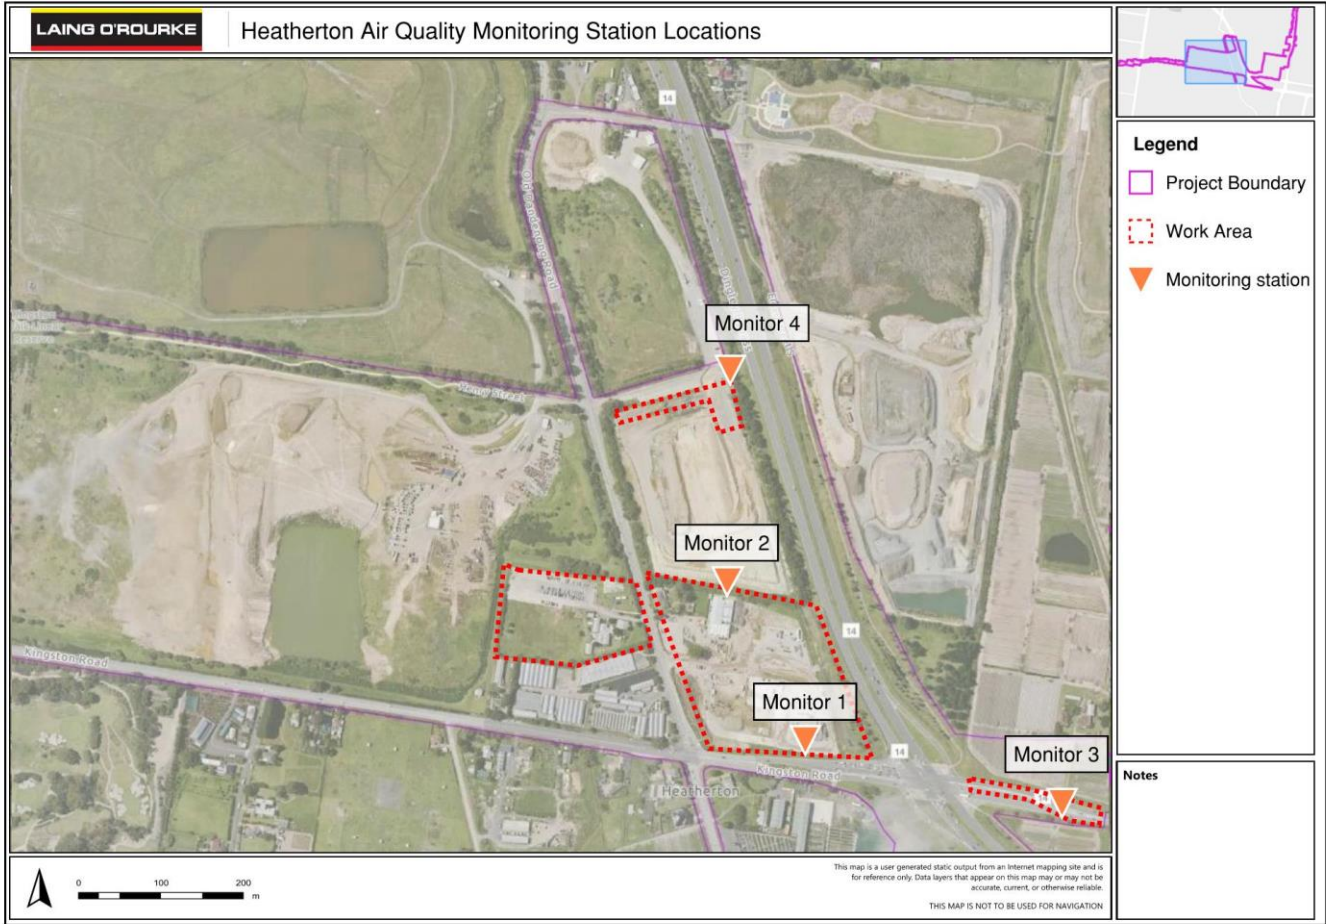 LAING O'ROURKE
Heatherton Air Quality Monitoring Station Locations
14
Old Dandenong Road
Monitor 4
Henry Street
Monitor 2
14
Kingston Road
Monitor 1
14
Monitor 3
Kingston Road
Heatherton
Legend
Project Boundary
Work Area
Monitoring station
Notes
0 100 200
m
This map is a user generated static output from an Internet mapping site and is
for reference only. Data layers that appear on this map may or may not be
accurate, current, or otherwise reliable.
THIS MAP IS NOT TO BE USED FOR NAVIGATION